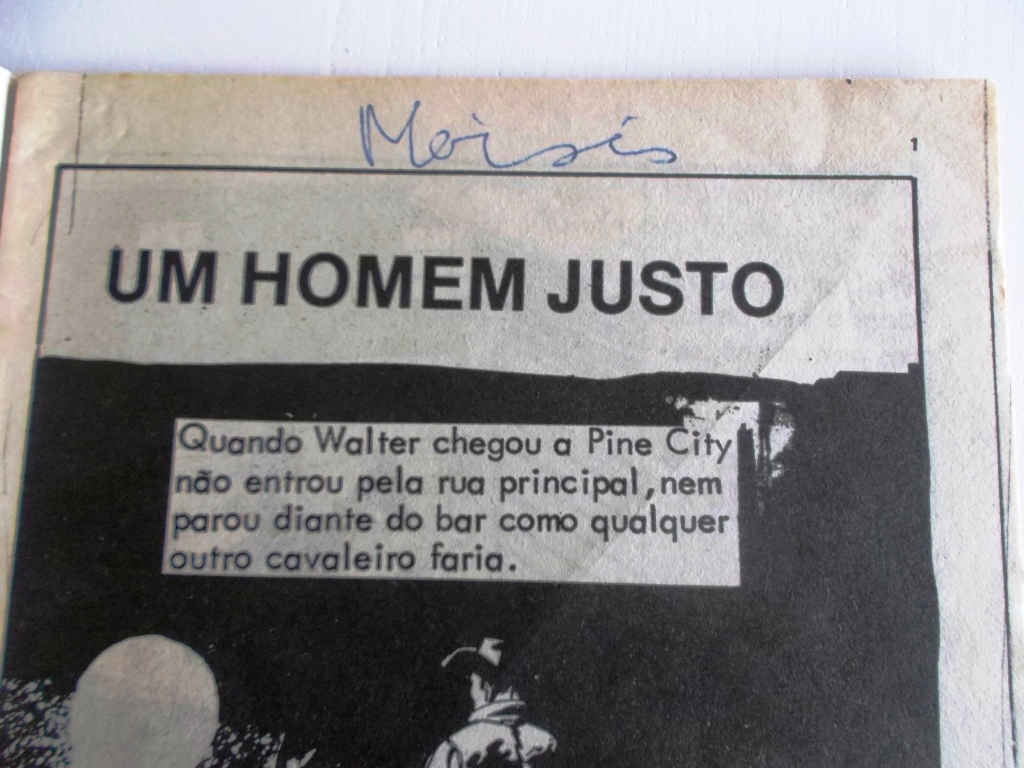 Moisés
1
UM HOMEM JUSTO
Quando Walter chegou a Pine City
não entrou pela rua principal, nem
parou diante do bar como qualquer
outro cavaleiro faria.